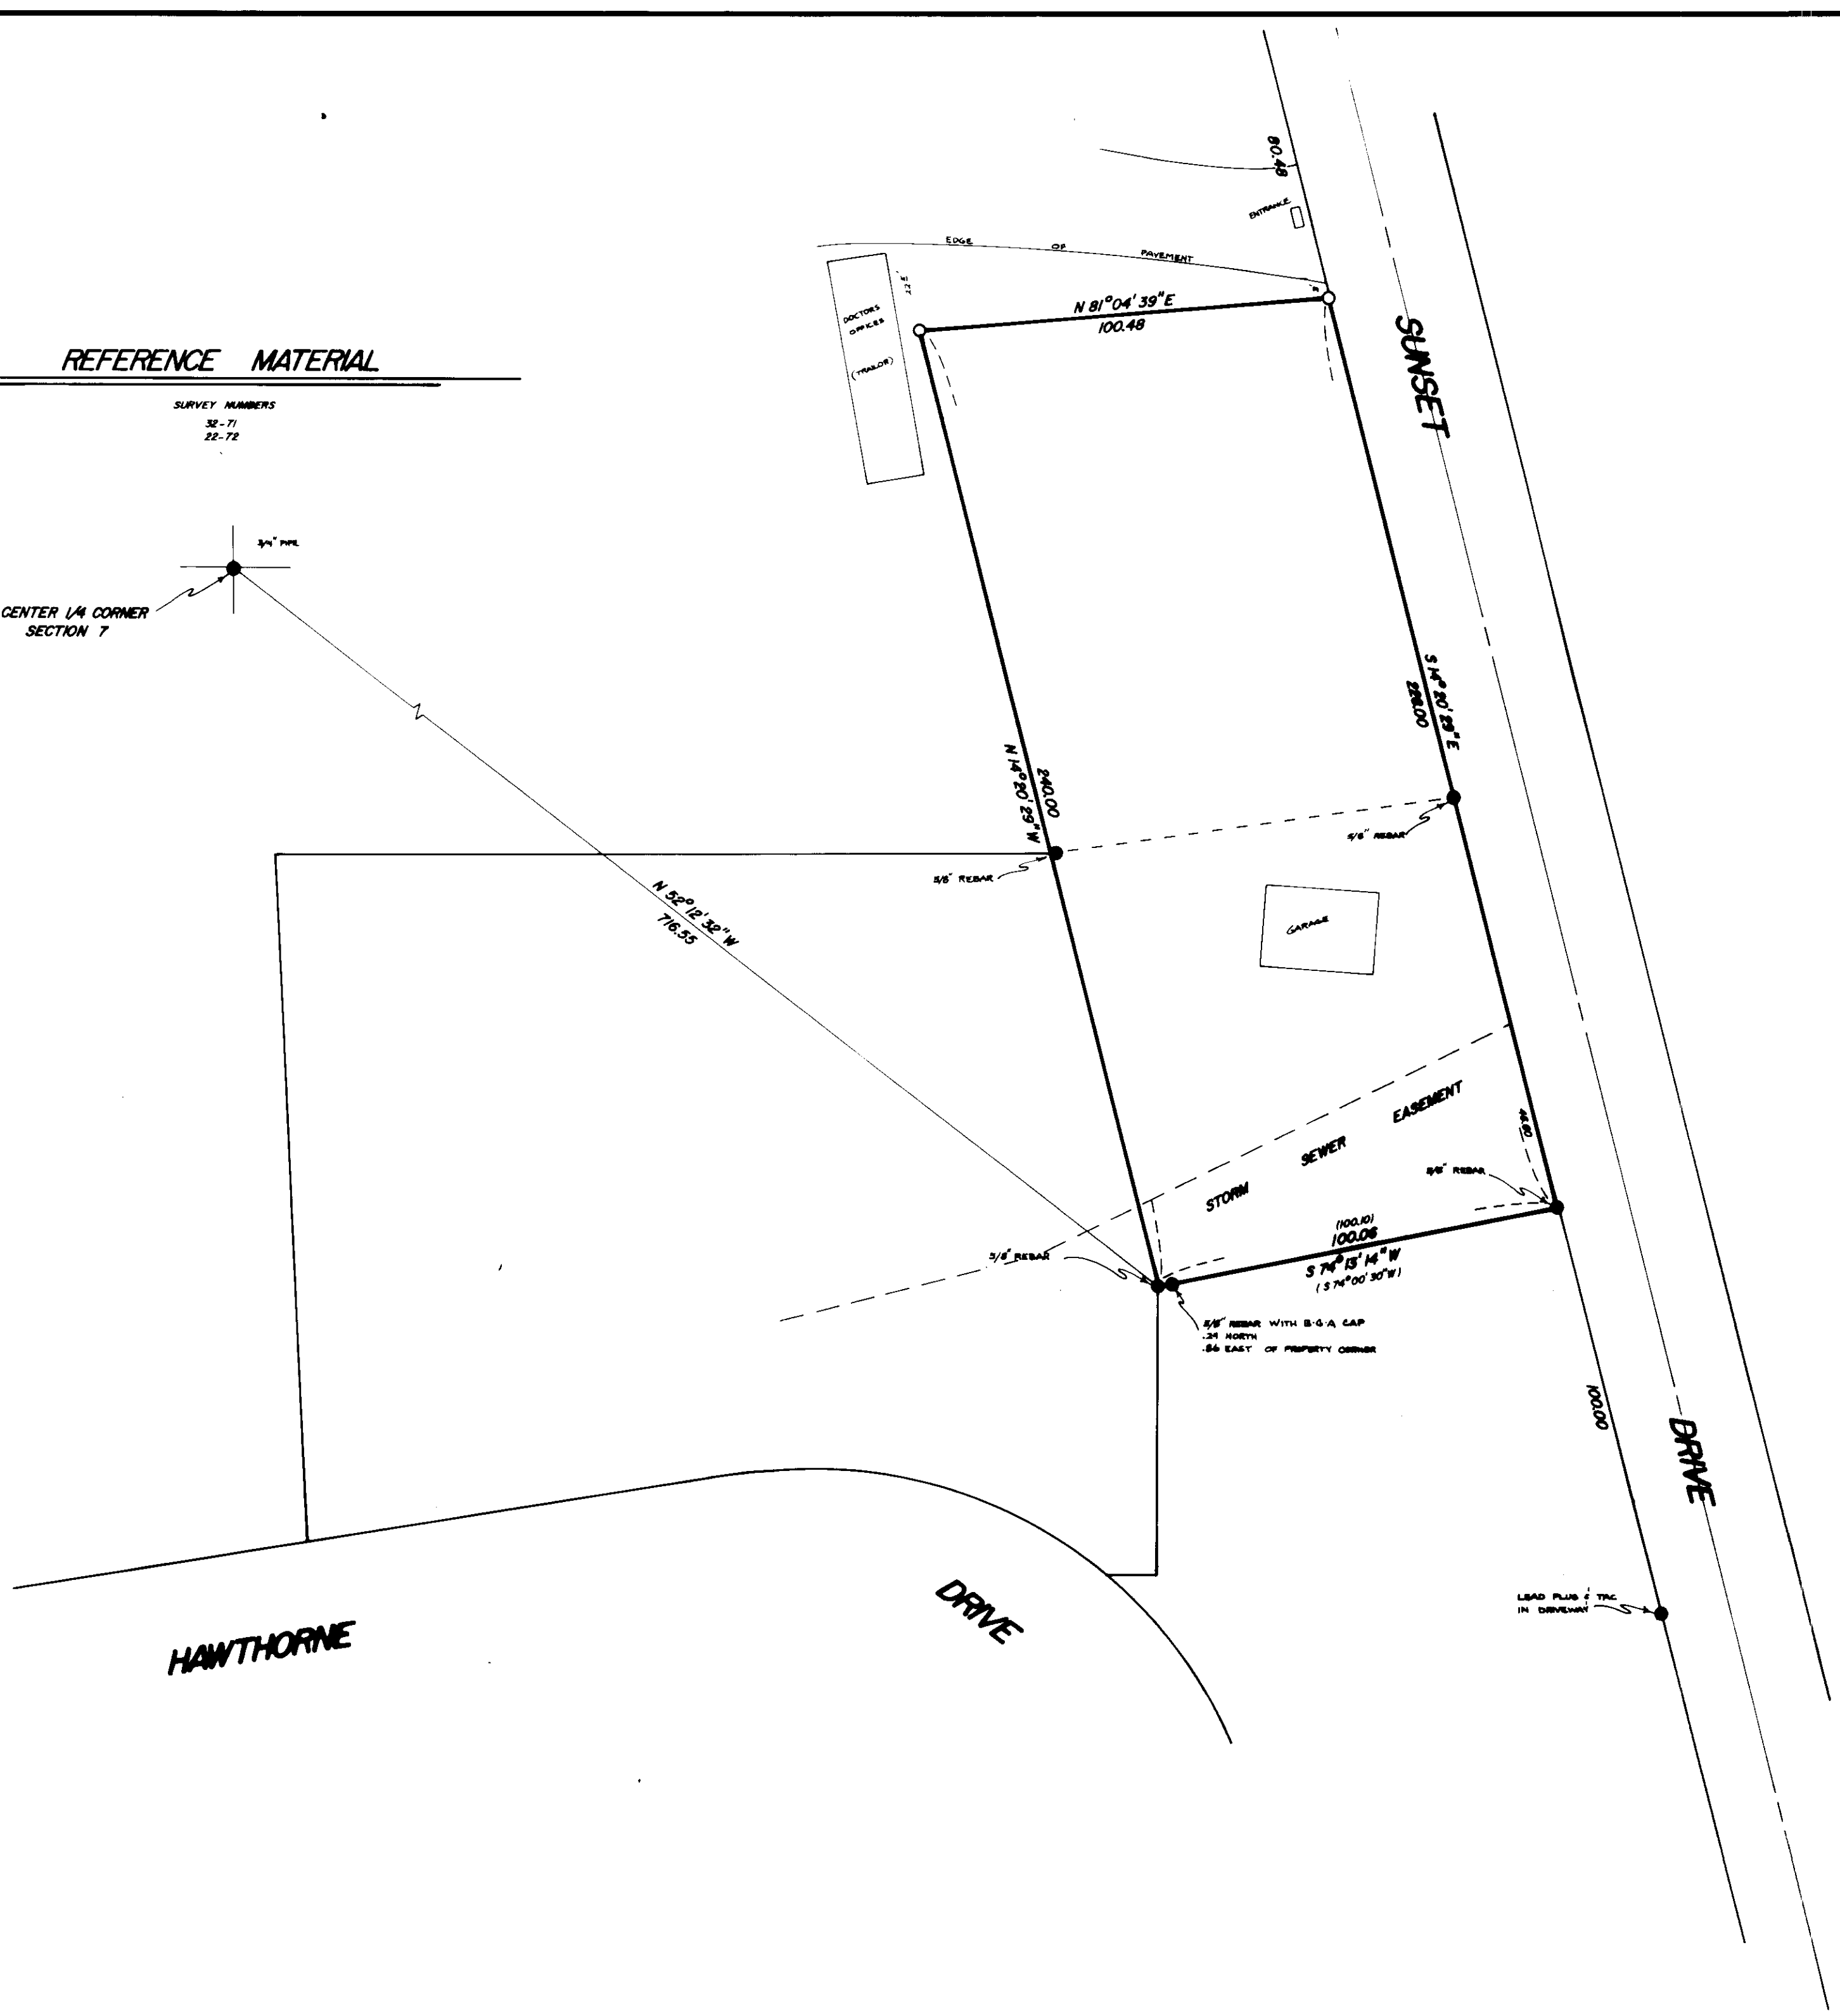 80.48
ENTRANCE
EDGE OF PAVEMENT
DOCTORS
OFFICES
(TRAILOR)
N 81° 04' 39" E
100.48
SUNSET
REFERENCE MATERIAL
SURVEY NUMBERS
32-71
22-72
3/4" PIPE
CENTER 1/4 CORNER
SECTION 7
S 14° 20' 29" E
228.00
240.00
N 14° 20' 29" W
5/8" REBAR
5/8" REBAR
N 52° 12' 32" W
716.55
GARAGE
STORM SEWER EASEMENT
5/8" REBAR
5/8" REBAR
(100.10)
100.06
S 74° 13' 14" W
(S 74° 00' 30" W)
5/8" REBAR WITH B.G.A CAP
.24 NORTH
.86 EAST OF PROPERTY CORNER
100.00
DRIVE
LEAD PLUG & TAC
IN DRIVEWAY
HAWTHORNE
DRIVE